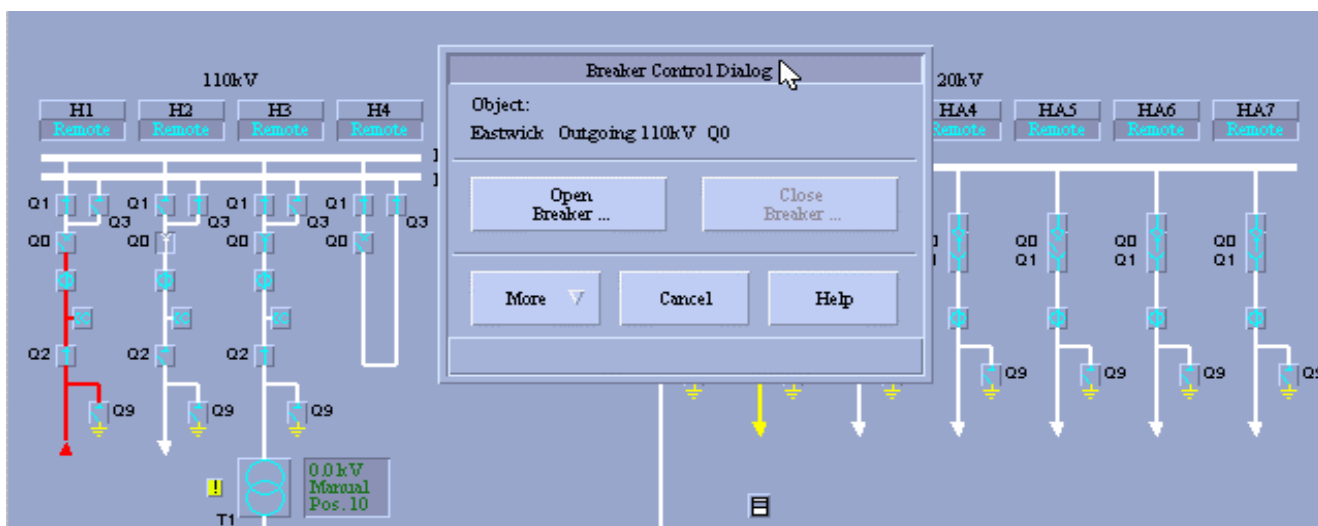 Breaker Control Dialog
110kV
20kV
H1 H2 H3 H4
Remote Remote Remote Remote
Object:
Eastwick Outgoing 110kV Q0
HA4 HA5 HA6 HA7
Remote Remote Remote Remote
Open
Breaker ...
Close
Breaker ...
Q1 Q1 Q1 Q1
Q3 Q3 Q3 Q3
Q0 Q0 Q0 Q0
Q0 Q0 Q0
Q1 Q1 Q1
More Cancel Help
Q2 Q2 Q2
Q9 Q9 Q9
Q9 Q9 Q9
0.0 kV
Manual
Pos. 10
!
T1